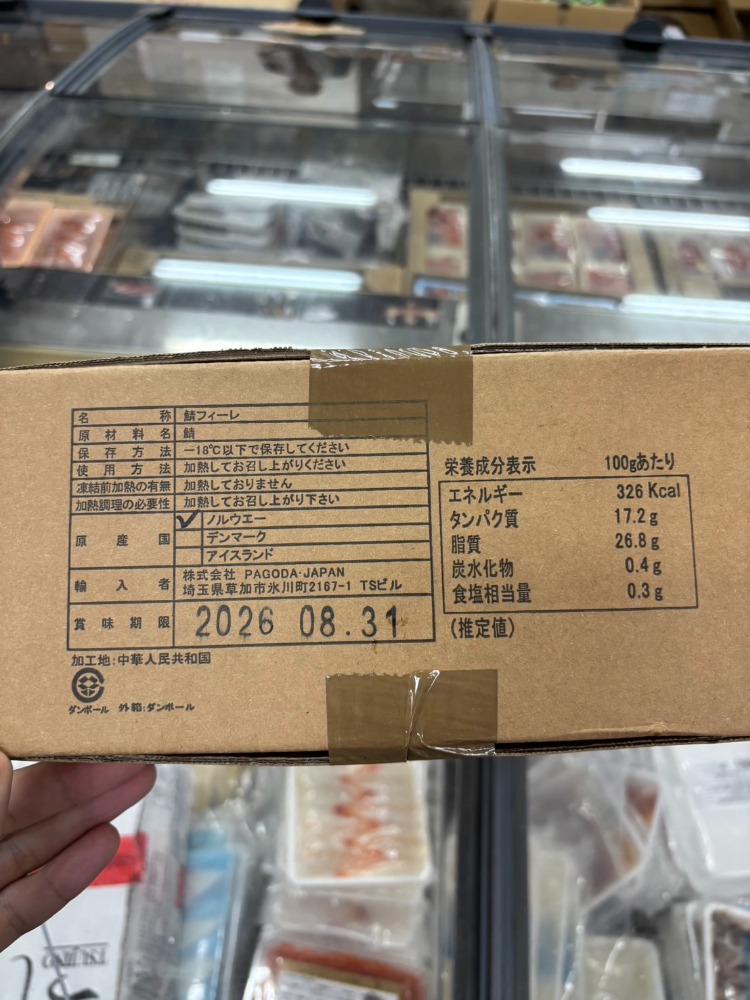 名称 鯖フィーレ
原材料名 鯖
保存方法 −18℃以下で保存してください
使用方法 加熱してお召し上がりください
凍結前加熱の有無 加熱しておりません
加熱調理の必要性 加熱してお召し上がり下さい
原産国 ✓ ノルウエー
デンマーク
アイスランド
輸入者 株式会社 PAGODA・JAPAN
埼玉県草加市氷川町2167-1 TSビル
賞味期限 2026 08.31
加工地:中華人民共和国
ダンボール 外箱:ダンボール
栄養成分表示 100gあたり
エネルギー 326 Kcal
タンパク質 17.2 g
脂質 26.8 g
炭水化物 0.4 g
食塩相当量 0.3 g
(推定値)